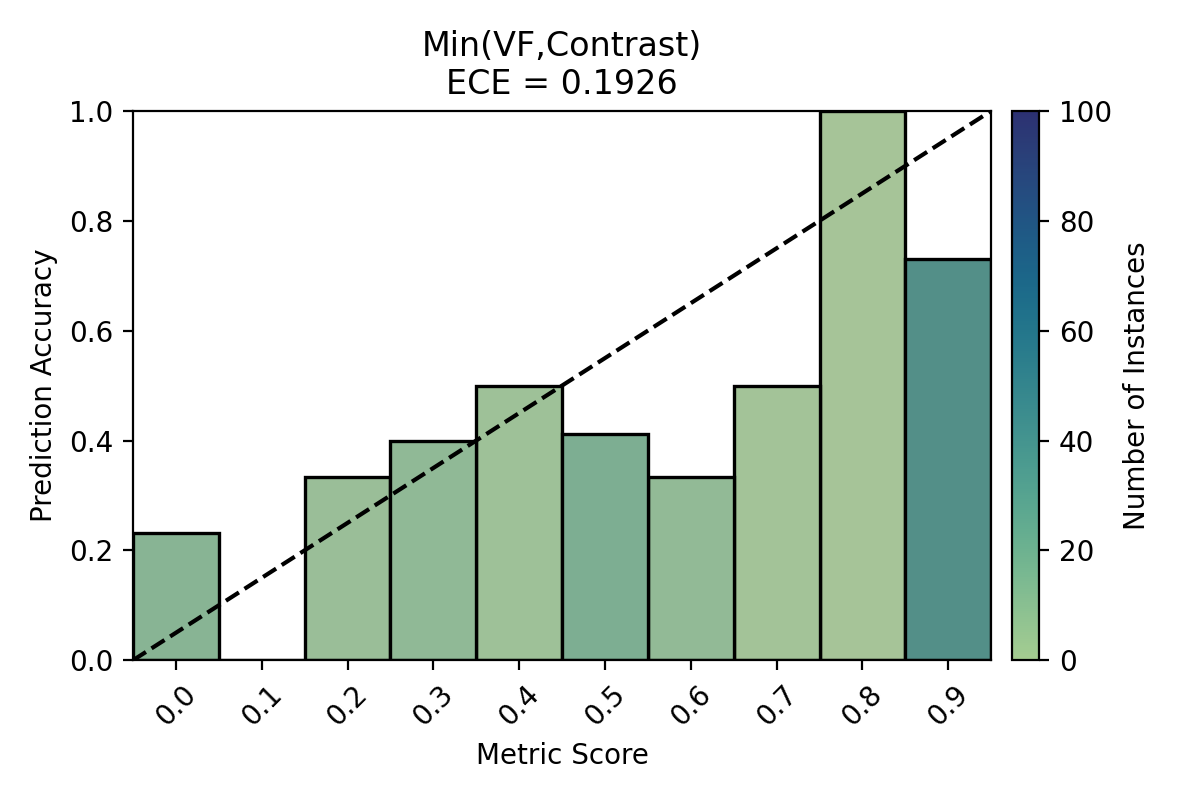 Min(VF,Contrast)
ECE = 0.1926
Prediction Accuracy
1.0
0.8
0.6
0.4
0.2
0.0
0.0 0.1 0.2 0.3 0.4 0.5 0.6 0.7 0.8 0.9
Metric Score
100
80
60
40
20
0
Number of Instances